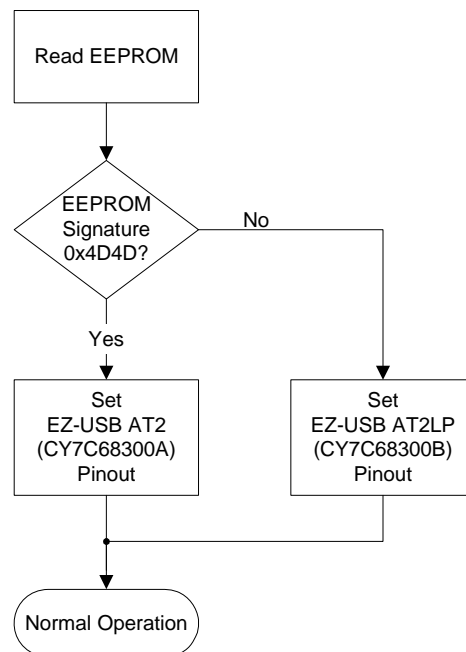 Read EEPROM
EEPROM
Signature
0x4D4D?
No
Yes
Set
EZ-USB AT2
(CY7C68300A)
Pinout
Set
EZ-USB AT2LP
(CY7C68300B)
Pinout
Normal Operation